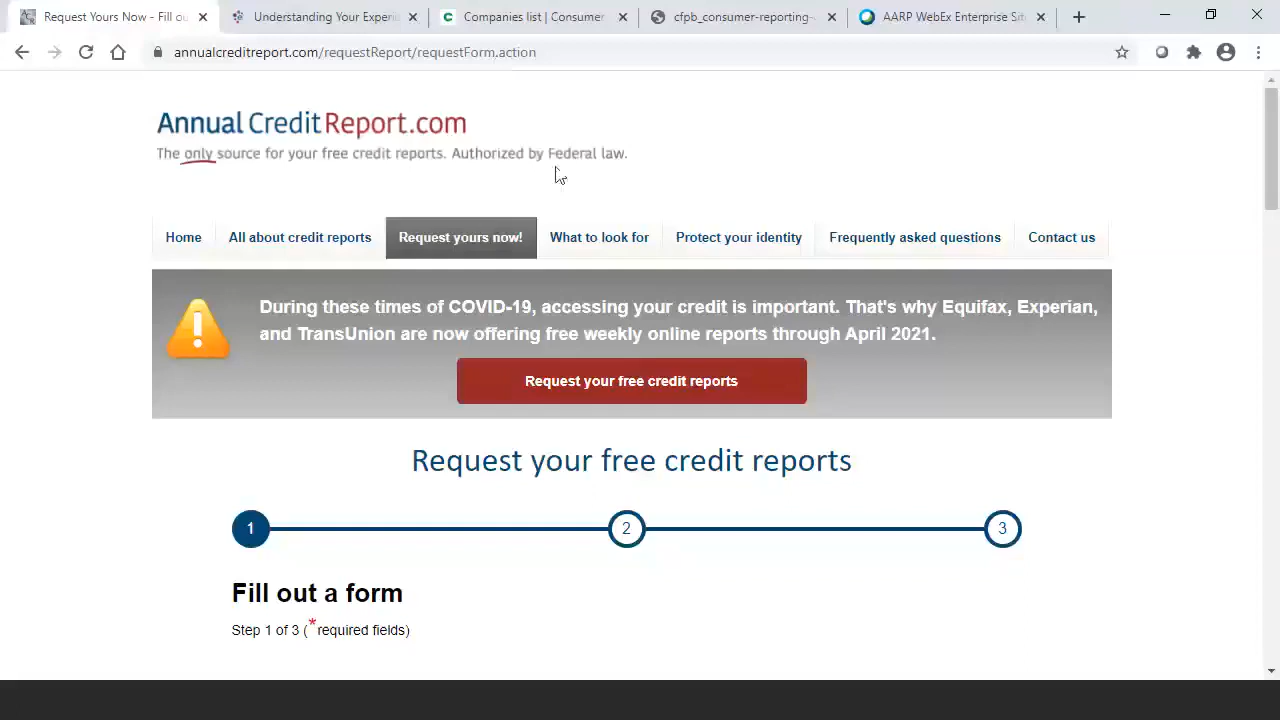 Request Yours Now - Fill ou
Understanding Your Experi
Companies list | Consumer
cfpb_consumer-reporting-
AARP WebEx Enterprise Sit
annualcreditreport.com/requestReport/requestForm.action
AnnualCreditReport.com
The only source for your free credit reports. Authorized by Federal law.
Home
All about credit reports
Request yours now!
What to look for
Protect your identity
Frequently asked questions
Contact us
During these times of COVID-19, accessing your credit is important. That's why Equifax, Experian,
and TransUnion are now offering free weekly online reports through April 2021.
Request your free credit reports
Request your free credit reports
1
2
3
Fill out a form
Step 1 of 3 (*required fields)